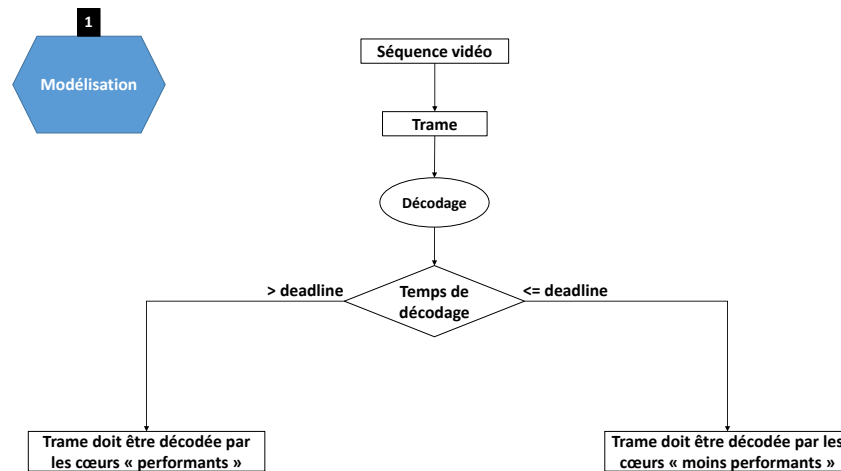 1
Modélisation
Séquence vidéo
Trame
Décodage
> deadline
Temps de
décodage
<= deadline
Trame doit être décodée par
les cœurs « performants »
Trame doit être décodée par les
cœurs « moins performants »